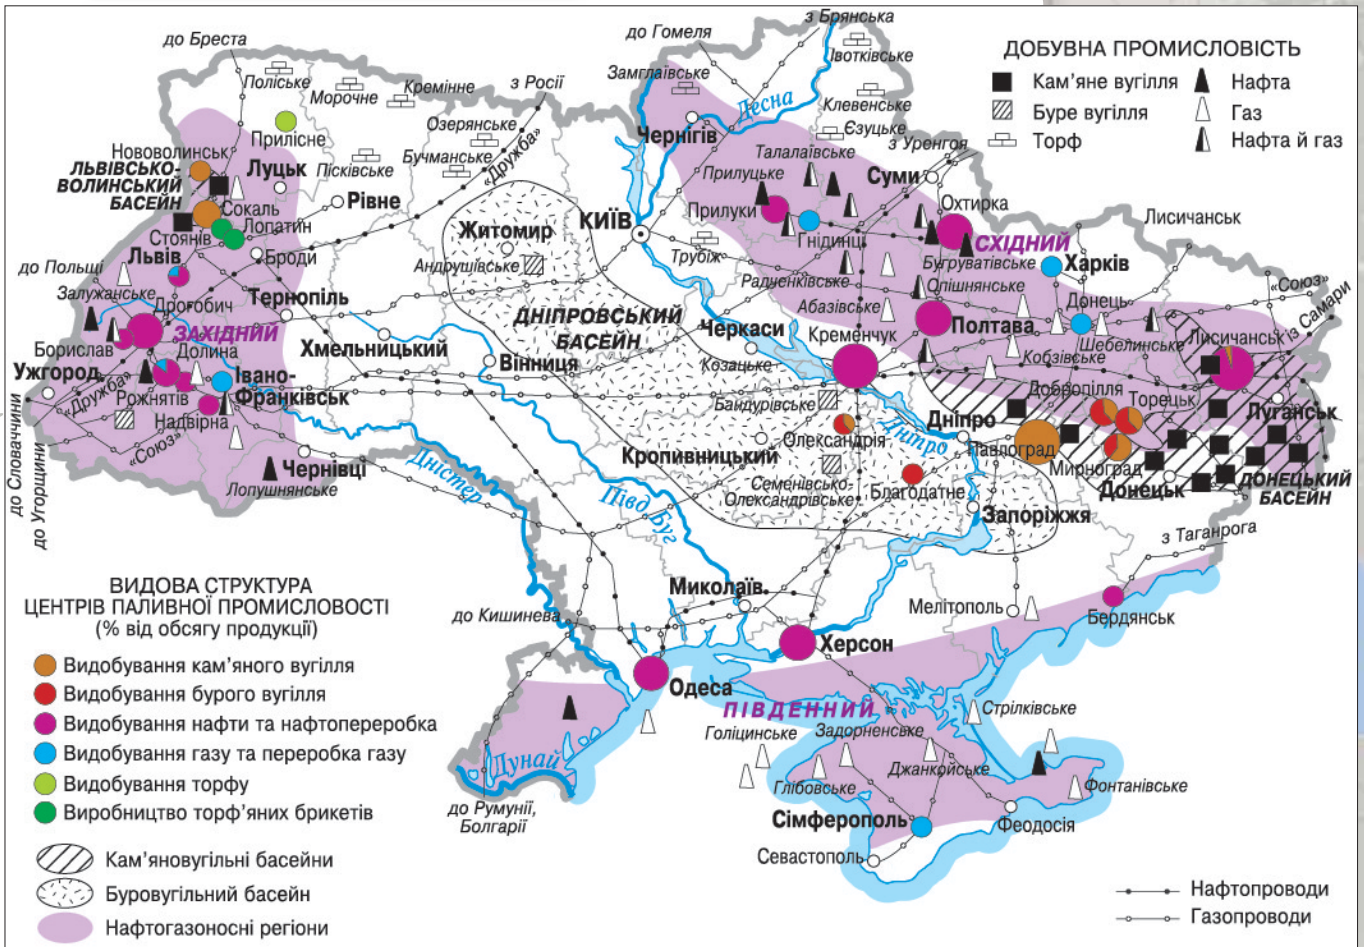 до Бреста
до Гомеля
з Брянська
ДОБУВНА ПРОМИСЛОВІСТЬ
Кам'яне вугілля
Буре вугілля
Торф
Нафта
Газ
Нафта й газ
Поліське
Морочне
Кремінне
з Росії
Замглаївське
Івотківське
Клевенське
Єзуцьке
Десна
Прилісне
Озерянське
Бучманське
«Дружба»
Чернігів
з Уренгоя
Нововолинськ
ЛЬВІВСЬКО-
ВОЛИНСЬКИЙ
БАСЕЙН
Луцьк
Пісківське
Рівне
Талалаївське
Прилуцьке
Суми
Сокаль
Лопатин
Стоянів
Броди
Львів
Житомир
Андрушівське
КИЇВ
Прилуки
Гнідинці
Охтирка
СХІДНИЙ
Лисичанськ
Трубіж
Бугруватівське
Харків
до Польщі
Залужанське
Дрогобич
Тернопіль
Радченківське
Опішнянське
Абазівське
Донець
«Союз»
із Самари
ЗАХІДНИЙ
Борислав
Долина
Хмельницький
ДНІПРОВСЬКИЙ
БАСЕЙН
Вінниця
Черкаси
Козацьке
Кременчук
Полтава
Шебелинське
Кобзівське
Лисичанськ
Ужгород
«Дружба»
Рожнятів
Івано-
Франківськ
Надвірна
«Союз»
Бандурівське
Дніпро
Добропілля
Торецьк
Луганськ
до Словаччини
до Угорщини
Чернівці
Лопушнянське
Дністер
Кропивницький
Олександрія
Дніпро
Павлоград
Мирноград
Семенівсько-
Олександрівське
Благодатне
Донецьк
ДОНЕЦЬКИЙ
БАСЕЙН
Півд Буг
Запоріжжя
з Таганрога
ВИДОВА СТРУКТУРА
ЦЕНТРІВ ПАЛИВНОЇ ПРОМИСЛОВОСТІ
(% від обсягу продукції)
Видобування кам'яного вугілля
Видобування бурого вугілля
Видобування нафти та нафтопереробка
Видобування газу та переробка газу
Видобування торфу
Виробництво торф'яних брикетів
Кам'яновугільні басейни
Буровугільний басейн
Нафтогазоносні регіони
Миколаїв
до Кишинева
Мелітополь
Бердянськ
Херсон
Одеса
ПІВДЕННИЙ
Голіцинське
Задорненське
Стрілківське
Дунай
Джанкойське
Глібовське
Фонтанівське
до Румунії,
Болгарії
Сімферополь
Феодосія
Севастополь
Нафтопроводи
Газопроводи